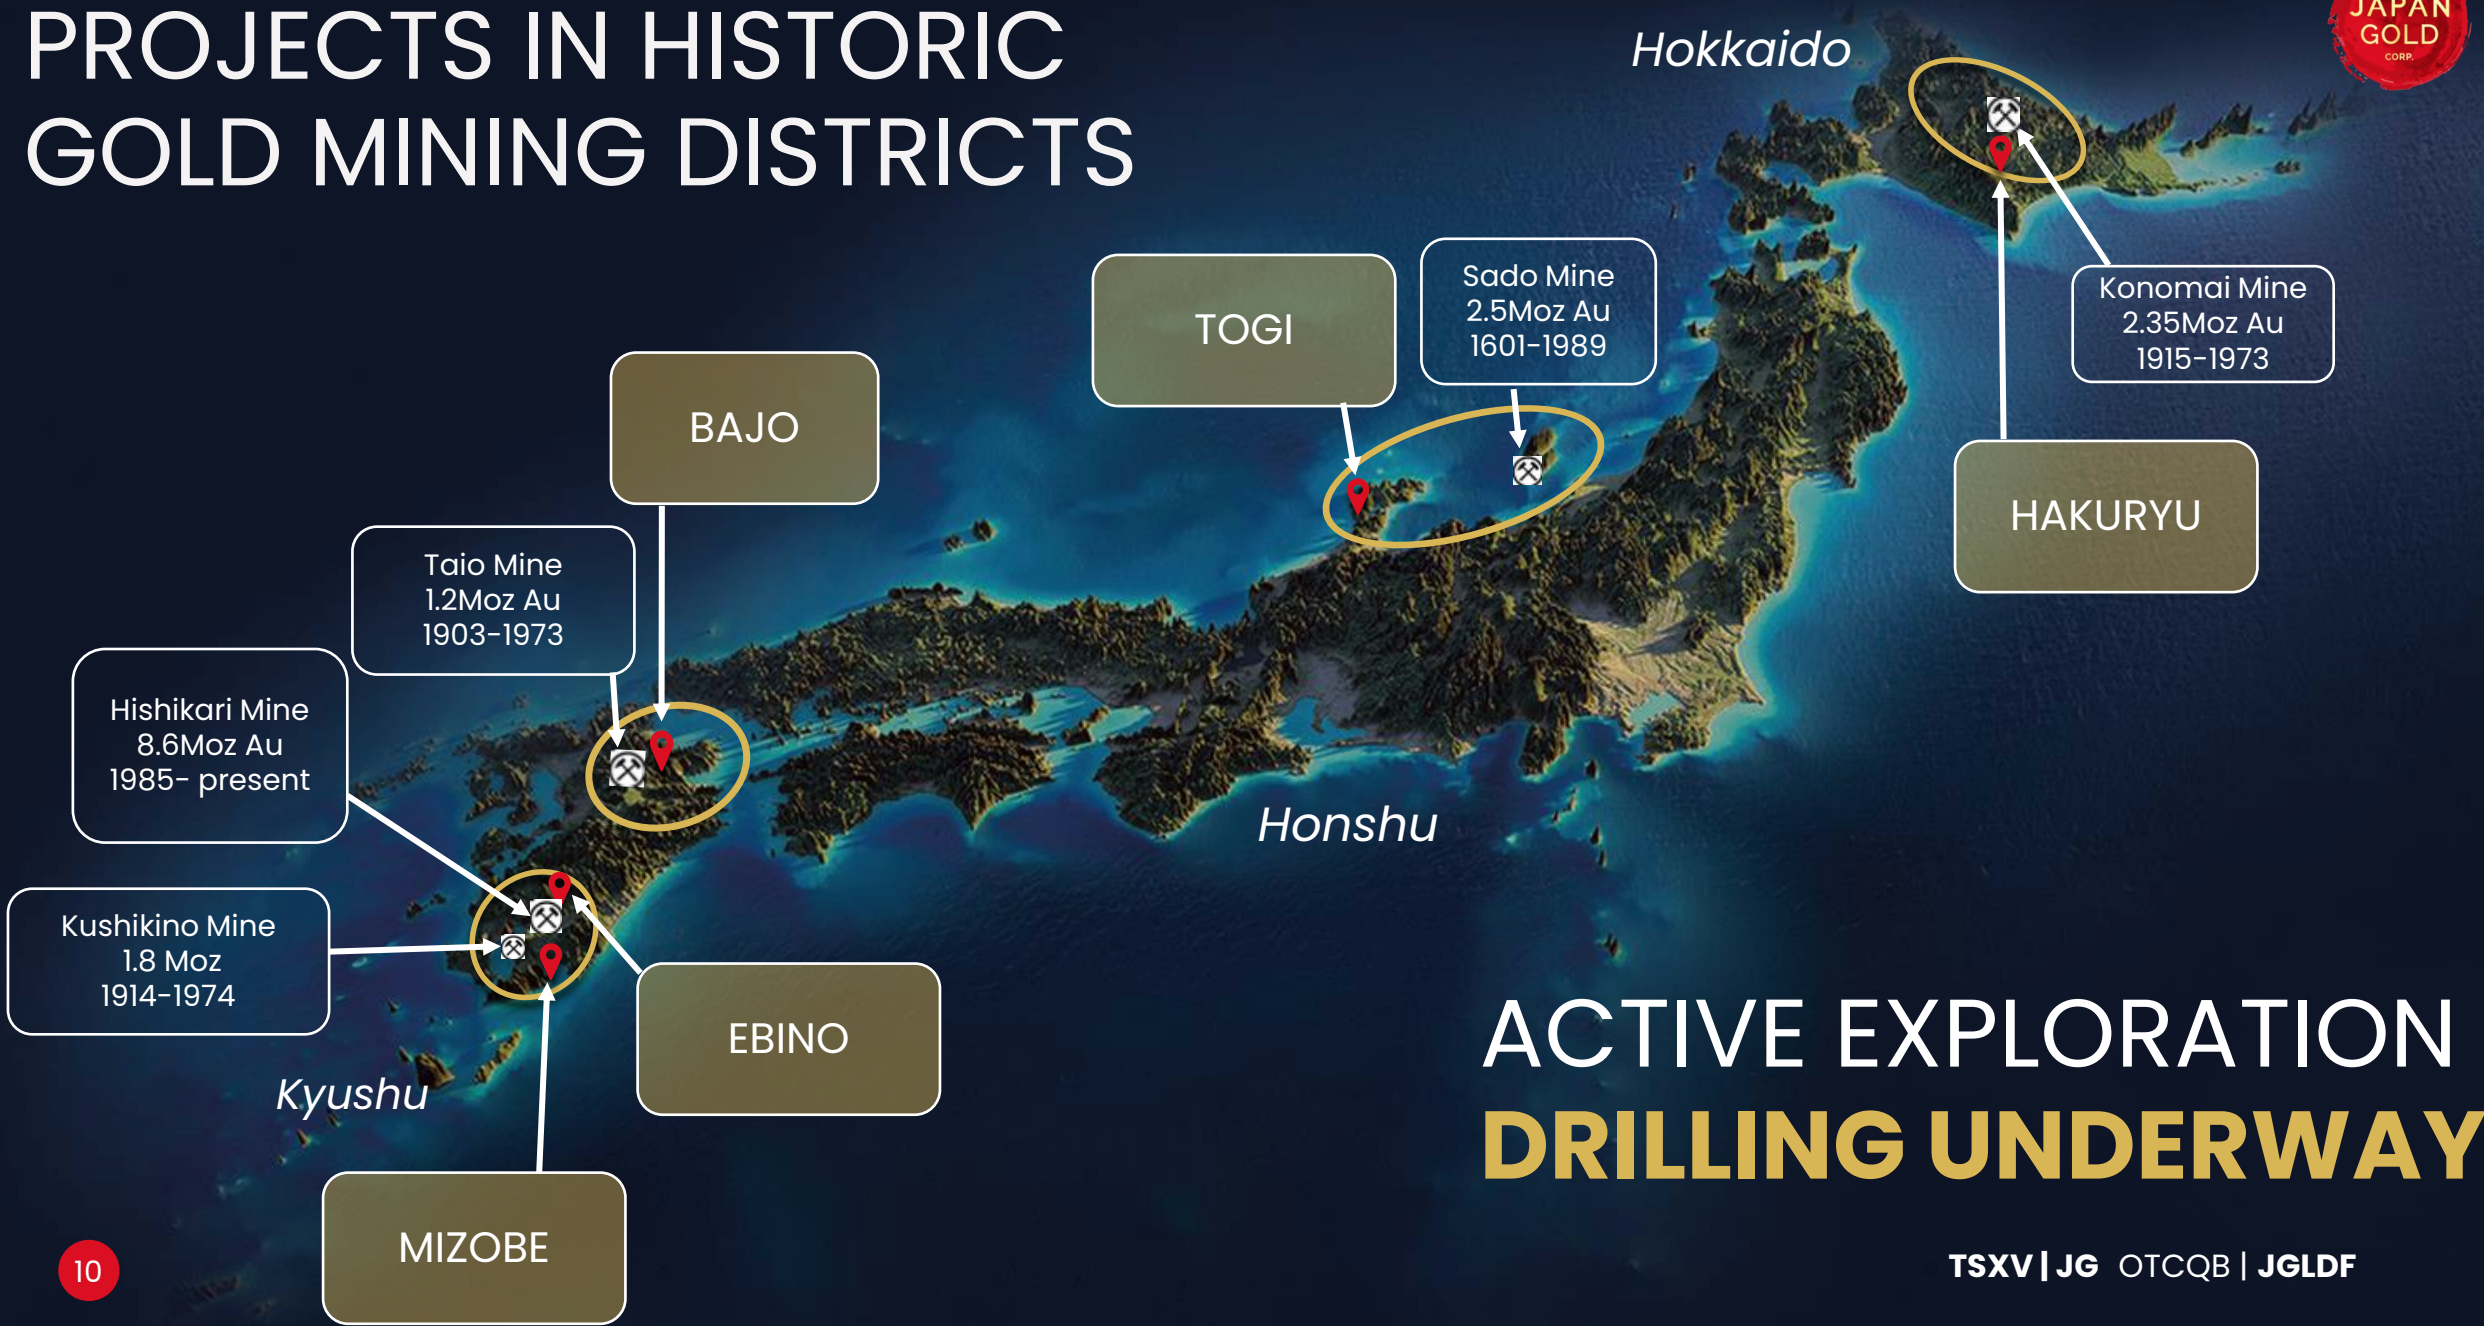 PROJECTS IN HISTORIC
GOLD MINING DISTRICTS
JAPAN
GOLD
CORP.
Hokkaido
Sado Mine
2.5Moz Au
1601-1989
TOGI
Konomai Mine
2.35Moz Au
1915-1973
BAJO
HAKURYU
Taio Mine
1.2Moz Au
1903-1973
Hishikari Mine
8.6Moz Au
1985- present
Honshu
Kushikino Mine
1.8 Moz
1914-1974
EBINO
Kyushu
MIZOBE
ACTIVE EXPLORATION
DRILLING UNDERWAY
10
TSXV | JG OTCQB | JGLDF